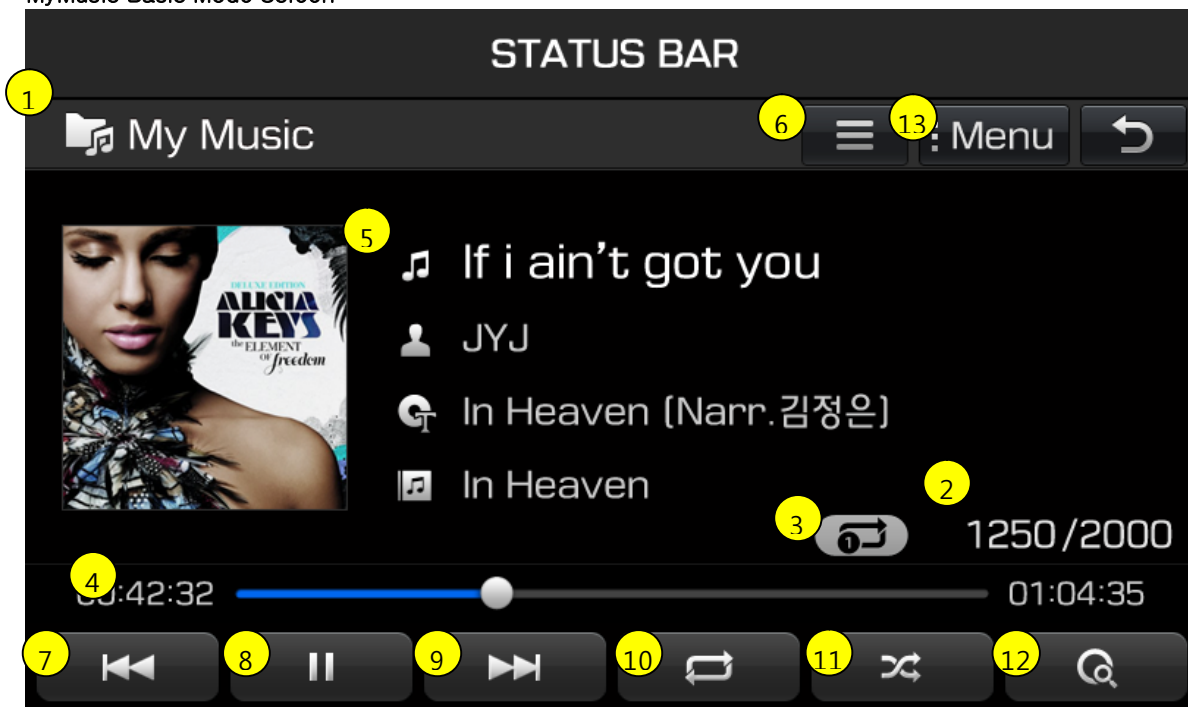 MyMusic Basic Mode Screen
STATUS BAR
1
My Music
6
13
Menu
5
If i ain't got you
JYJ
In Heaven (Narr.김정은)
In Heaven
DELUXE EDITION
ALICIA
KEYS
the ELEMENT
OF freedom
2
3
1
1250/2000
4
:42:32
01:04:35
7
8
9
10
11
12